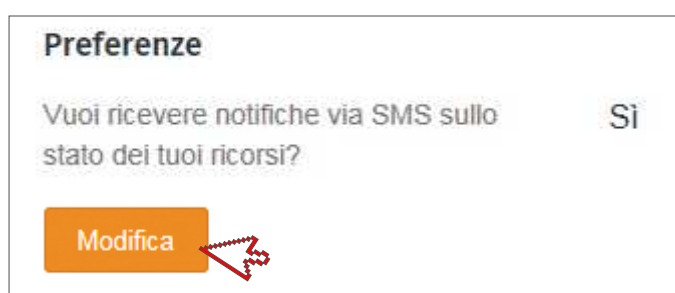 Preferenze
Vuoi ricevere notifiche via SMS sullo
stato dei tuoi ricorsi?
Sì
Modifica